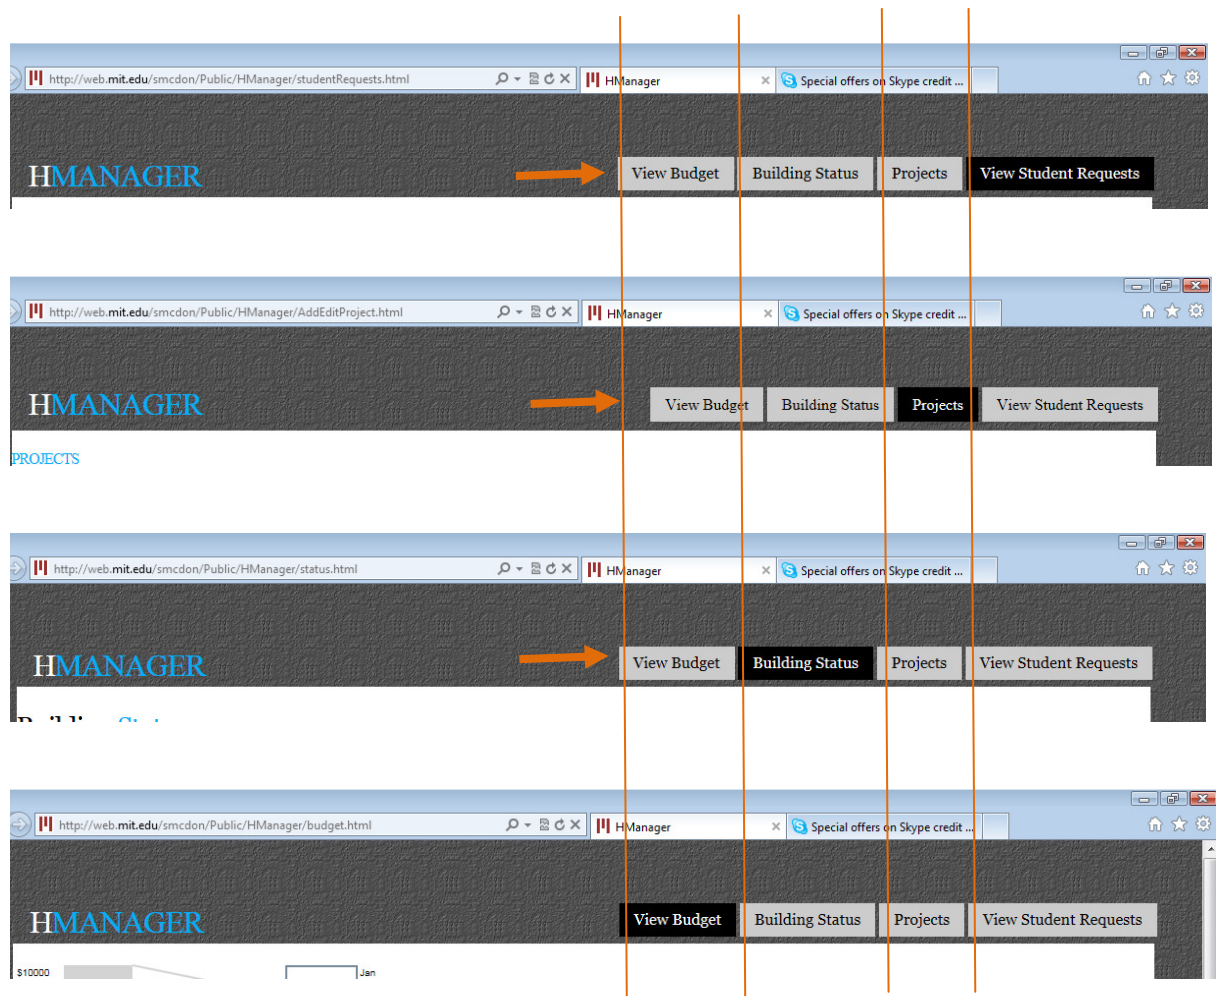 http://web.mit.edu/smcdon/Public/HManager/studentRequests.html HManager Special offers on Skype credit ...
HMANAGER View Budget Building Status Projects View Student Requests
http://web.mit.edu/smcdon/Public/HManager/AddEditProject.html HManager Special offers on Skype credit ...
HMANAGER View Budget Building Status Projects View Student Requests
PROJECTS
http://web.mit.edu/smcdon/Public/HManager/status.html HManager Special offers on Skype credit ...
HMANAGER View Budget Building Status Projects View Student Requests
Building Status
http://web.mit.edu/smcdon/Public/HManager/budget.html HManager Special offers on Skype credit ...
HMANAGER View Budget Building Status Projects View Student Requests
$10000 Jan